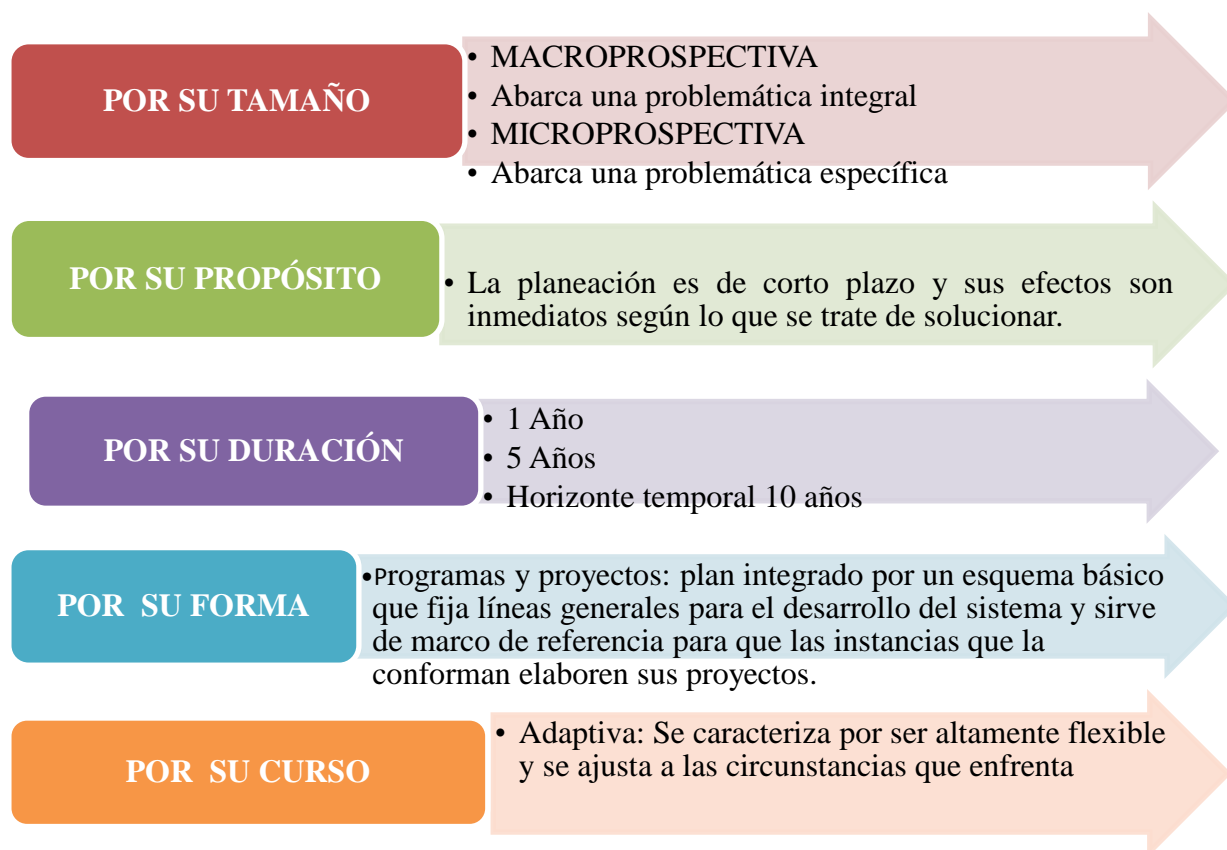 POR SU TAMAÑO
• MACROPROSPECTIVA
• Abarca una problemática integral
• MICROPROSPECTIVA
• Abarca una problemática específica
POR SU PROPÓSITO
• La planeación es de corto plazo y sus efectos son
inmediatos según lo que se trate de solucionar.
POR SU DURACIÓN
• 1 Año
• 5 Años
• Horizonte temporal 10 años
POR SU FORMA
•Programas y proyectos: plan integrado por un esquema básico
que fija líneas generales para el desarrollo del sistema y sirve
de marco de referencia para que las instancias que la
conforman elaboren sus proyectos.
POR SU CURSO
• Adaptiva: Se caracteriza por ser altamente flexible
y se ajusta a las circunstancias que enfrenta